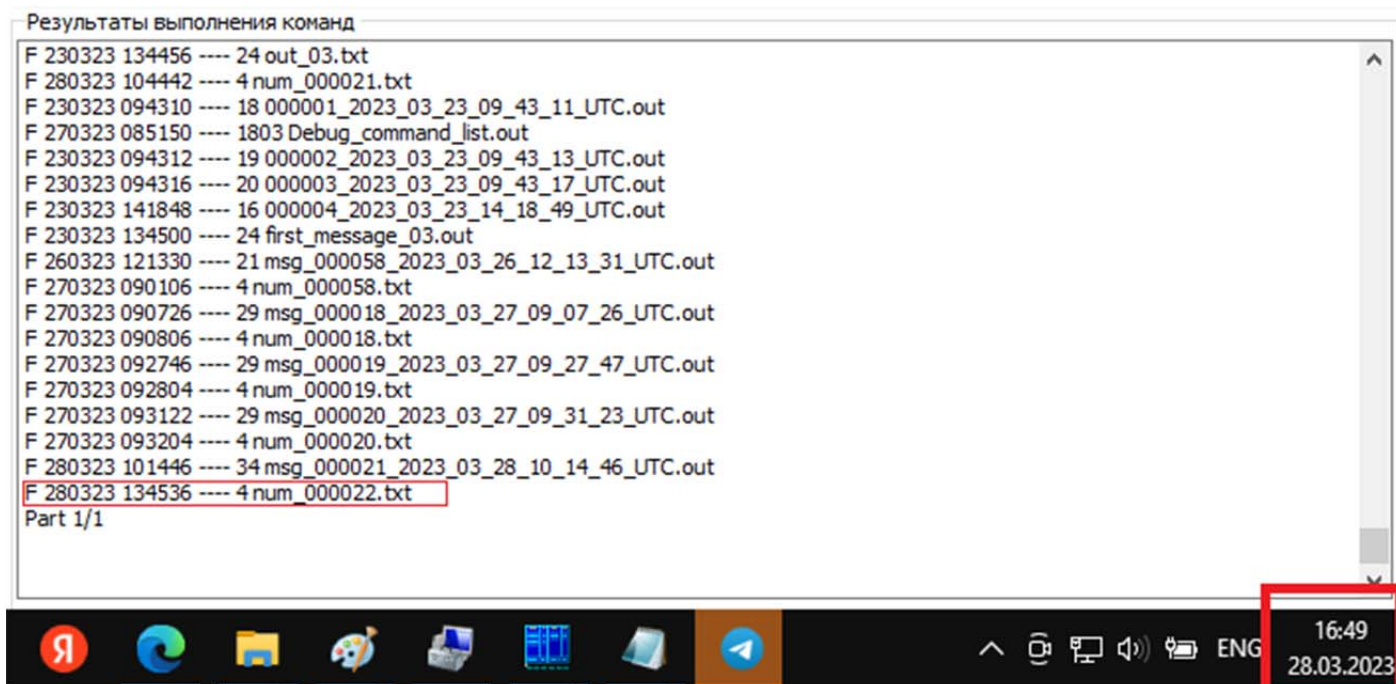 Результаты выполнения команд
F 230323 134456 ---- 24 out_03.txt
F 280323 104442 ---- 4 num_000021.txt
F 230323 094310 ---- 18 000001_2023_03_23_09_43_11_UTC.out
F 270323 085150 ---- 1803 Debug_command_list.out
F 230323 094312 ---- 19 000002_2023_03_23_09_43_13_UTC.out
F 230323 094316 ---- 20 000003_2023_03_23_09_43_17_UTC.out
F 230323 141848 ---- 16 000004_2023_03_23_14_18_49_UTC.out
F 230323 134500 ---- 24 first_message_03.out
F 260323 121330 ---- 21 msg_000058_2023_03_26_12_13_31_UTC.out
F 270323 090106 ---- 4 num_000058.txt
F 270323 090726 ---- 29 msg_000018_2023_03_27_09_07_26_UTC.out
F 270323 090806 ---- 4 num_000018.txt
F 270323 092746 ---- 29 msg_000019_2023_03_27_09_27_47_UTC.out
F 270323 092804 ---- 4 num_000019.txt
F 270323 093122 ---- 29 msg_000020_2023_03_27_09_31_23_UTC.out
F 270323 093204 ---- 4 num_000020.txt
F 280323 101446 ---- 34 msg_000021_2023_03_28_10_14_46_UTC.out
F 280323 134536 ---- 4 num_000022.txt
Part 1/1
Я
ENG
16:49
28.03.2023